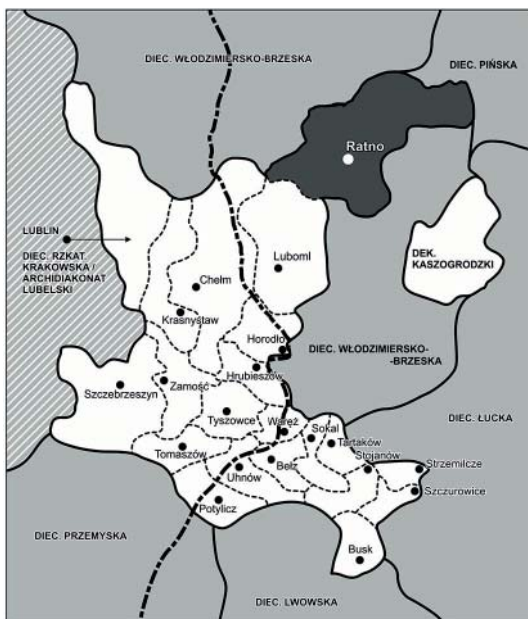 DIEC. WŁODZIMIERSKO-BRZESKA
DIEC. PIŃSKA
Ratno
LUBLIN
DIEC. RZKAT.
KRAKOWSKA /
ARCHIDIAKONAT
LUBELSKI
Luboml
DEK.
KASZOGRODZKI
Chełm
Krasnystaw
Horodło
DIEC. WŁODZIMIERSKO-
-BRZESKA
Hrubieszów
Szczebrzeszyn
Zamość
Tyszowce
Waręż
Sokal
Tartaków
DIEC. ŁUCKA
Tomaszów
Uhnów
Bełz
Stojanów
Strzemilcze
Szczurowice
Potylicz
DIEC. PRZEMYSKA
Busk
DIEC. LWOWSKA